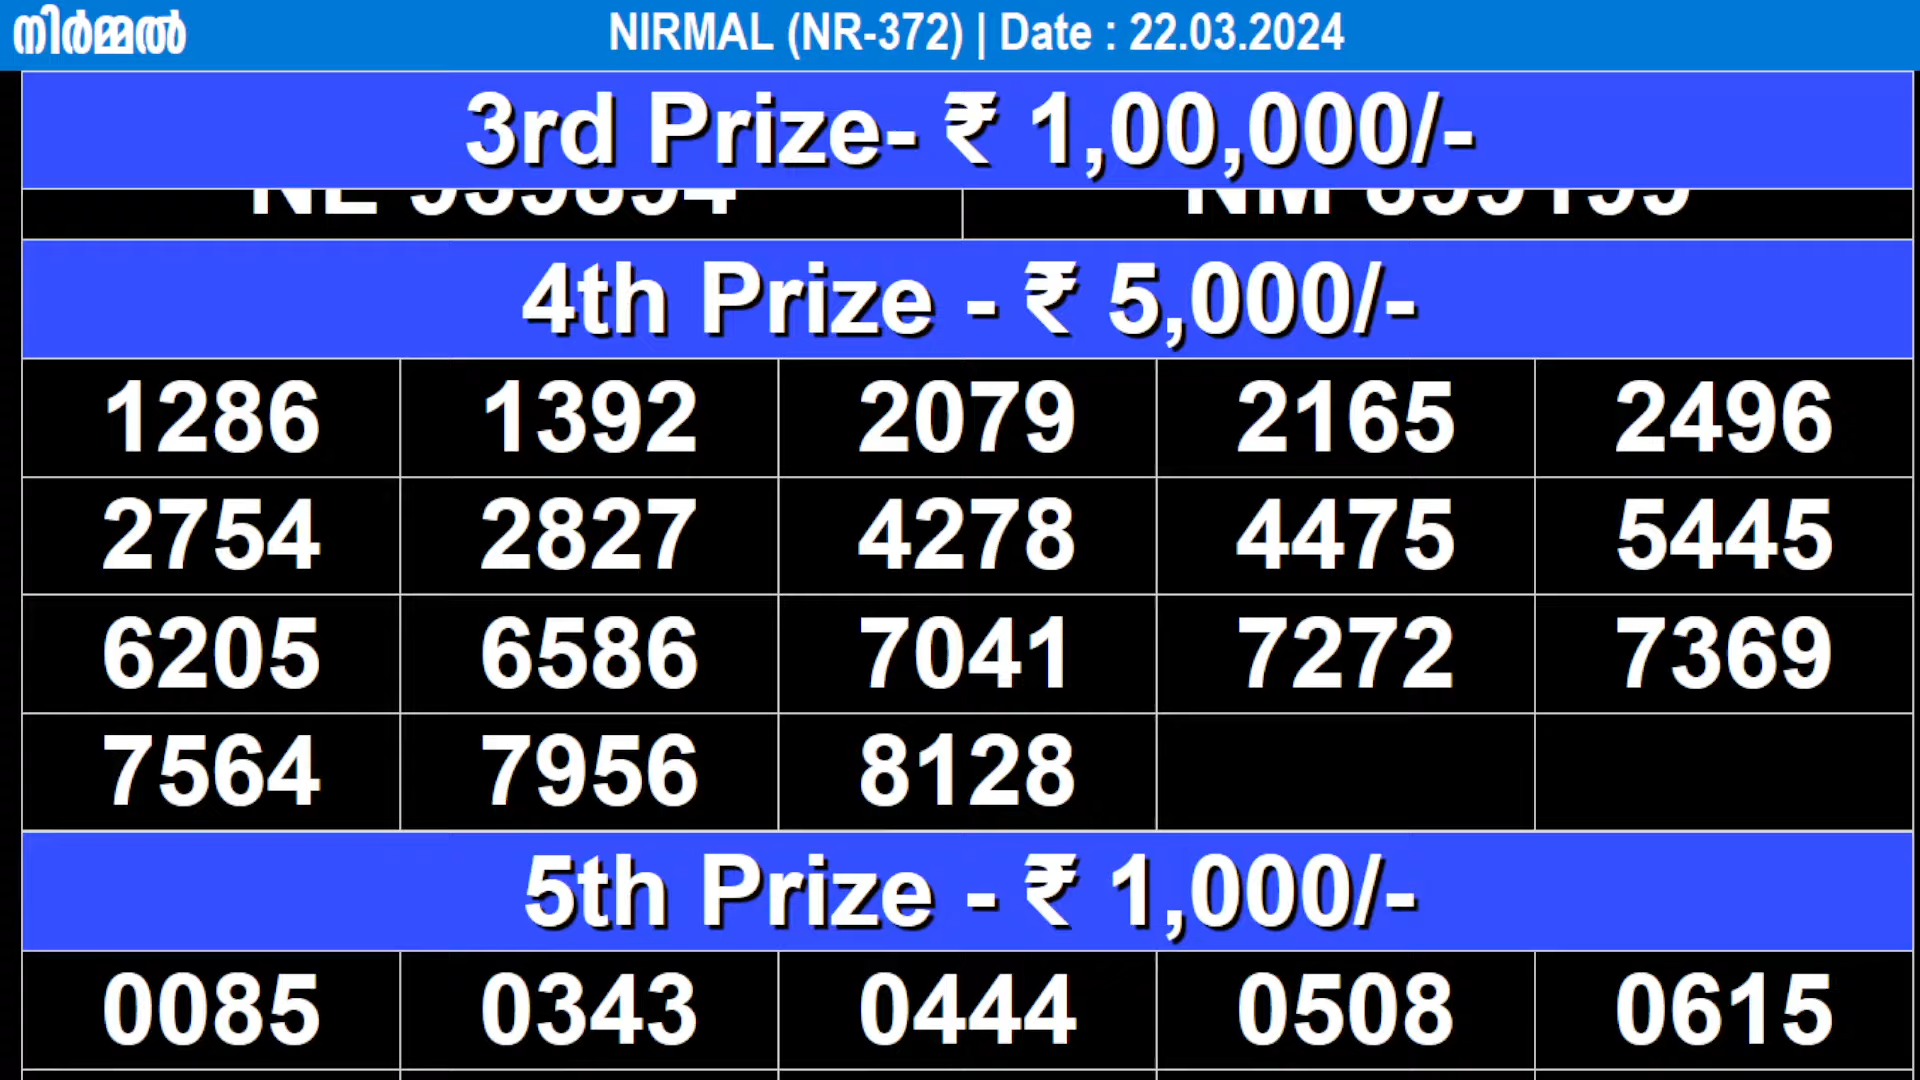 നിർമ്മൽ NIRMAL (NR-372) | Date : 22.03.2024
3rd Prize- ₹ 1,00,000/-
4th Prize - ₹ 5,000/-
1286 1392 2079 2165 2496
2754 2827 4278 4475 5445
6205 6586 7041 7272 7369
7564 7956 8128
5th Prize - ₹ 1,000/-
0085 0343 0444 0508 0615